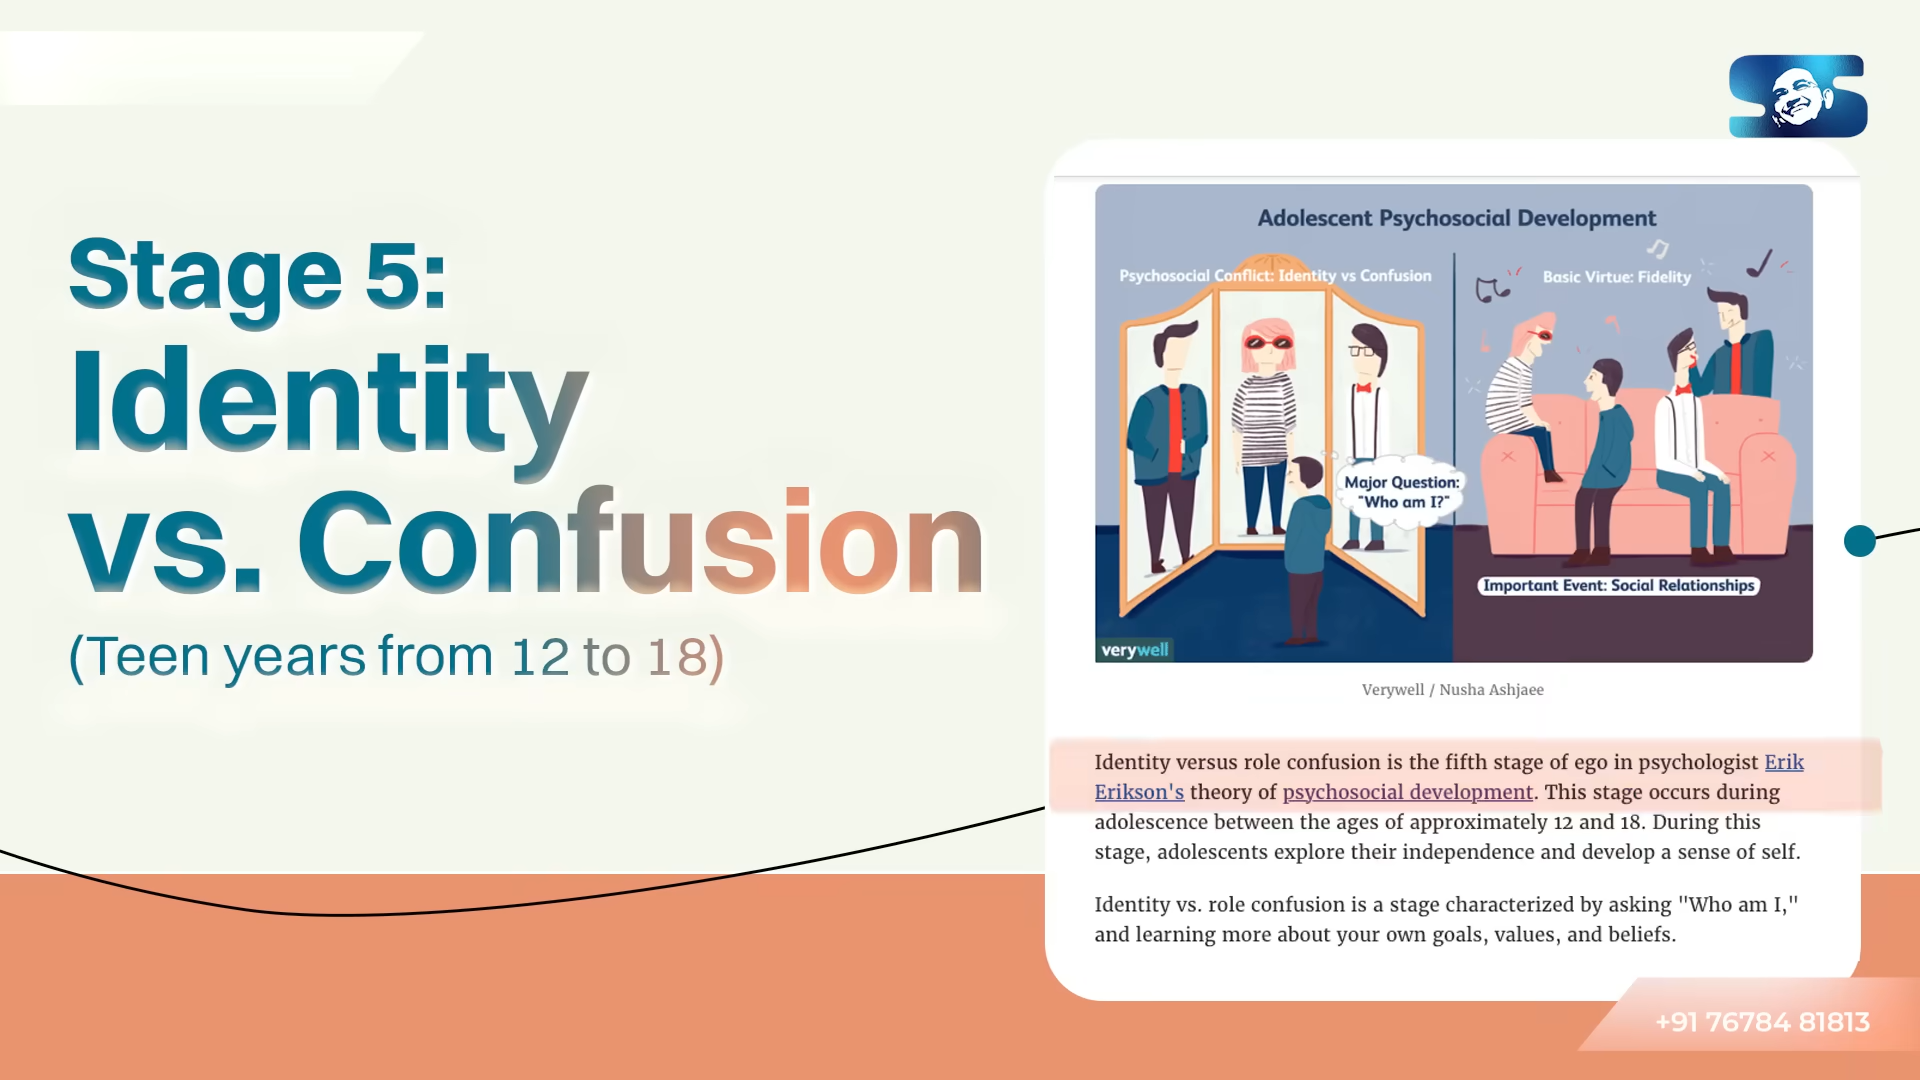 Stage 5:
Identity
vs. Confusion
(Teen years from 12 to 18)
SS
Adolescent Psychosocial Development
Psychosocial Conflict: Identity vs Confusion
Basic Virtue: Fidelity
Major Question:
"Who am I?"
Important Event: Social Relationships
verywell
Verywell / Nusha Ashjaee
Identity versus role confusion is the fifth stage of ego in psychologist Erik
Erikson's theory of psychosocial development. This stage occurs during
adolescence between the ages of approximately 12 and 18. During this
stage, adolescents explore their independence and develop a sense of self.
Identity vs. role confusion is a stage characterized by asking "Who am I,"
and learning more about your own goals, values, and beliefs.
+91 76784 81813